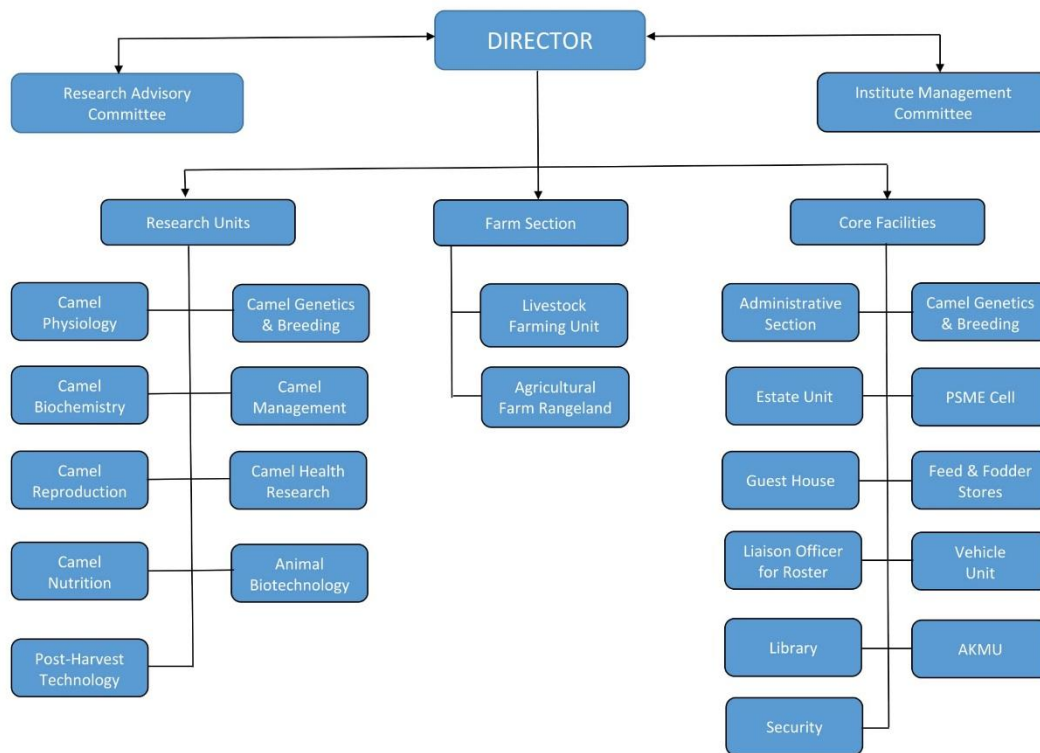 DIRECTOR
Research Advisory
Committee
Institute Management
Committee
Research Units
Farm Section
Core Facilities
Camel
Physiology
Camel Genetics
& Breeding
Camel
Biochemistry
Camel
Management
Camel
Reproduction
Camel Health
Research
Camel
Nutrition
Animal
Biotechnology
Post-Harvest
Technology
Livestock
Farming Unit
Agricultural
Farm Rangeland
Administrative
Section
Camel Genetics
& Breeding
Estate Unit
PSME Cell
Guest House
Feed & Fodder
Stores
Liaison Officer
for Roster
Vehicle
Unit
Library
AKMU
Security